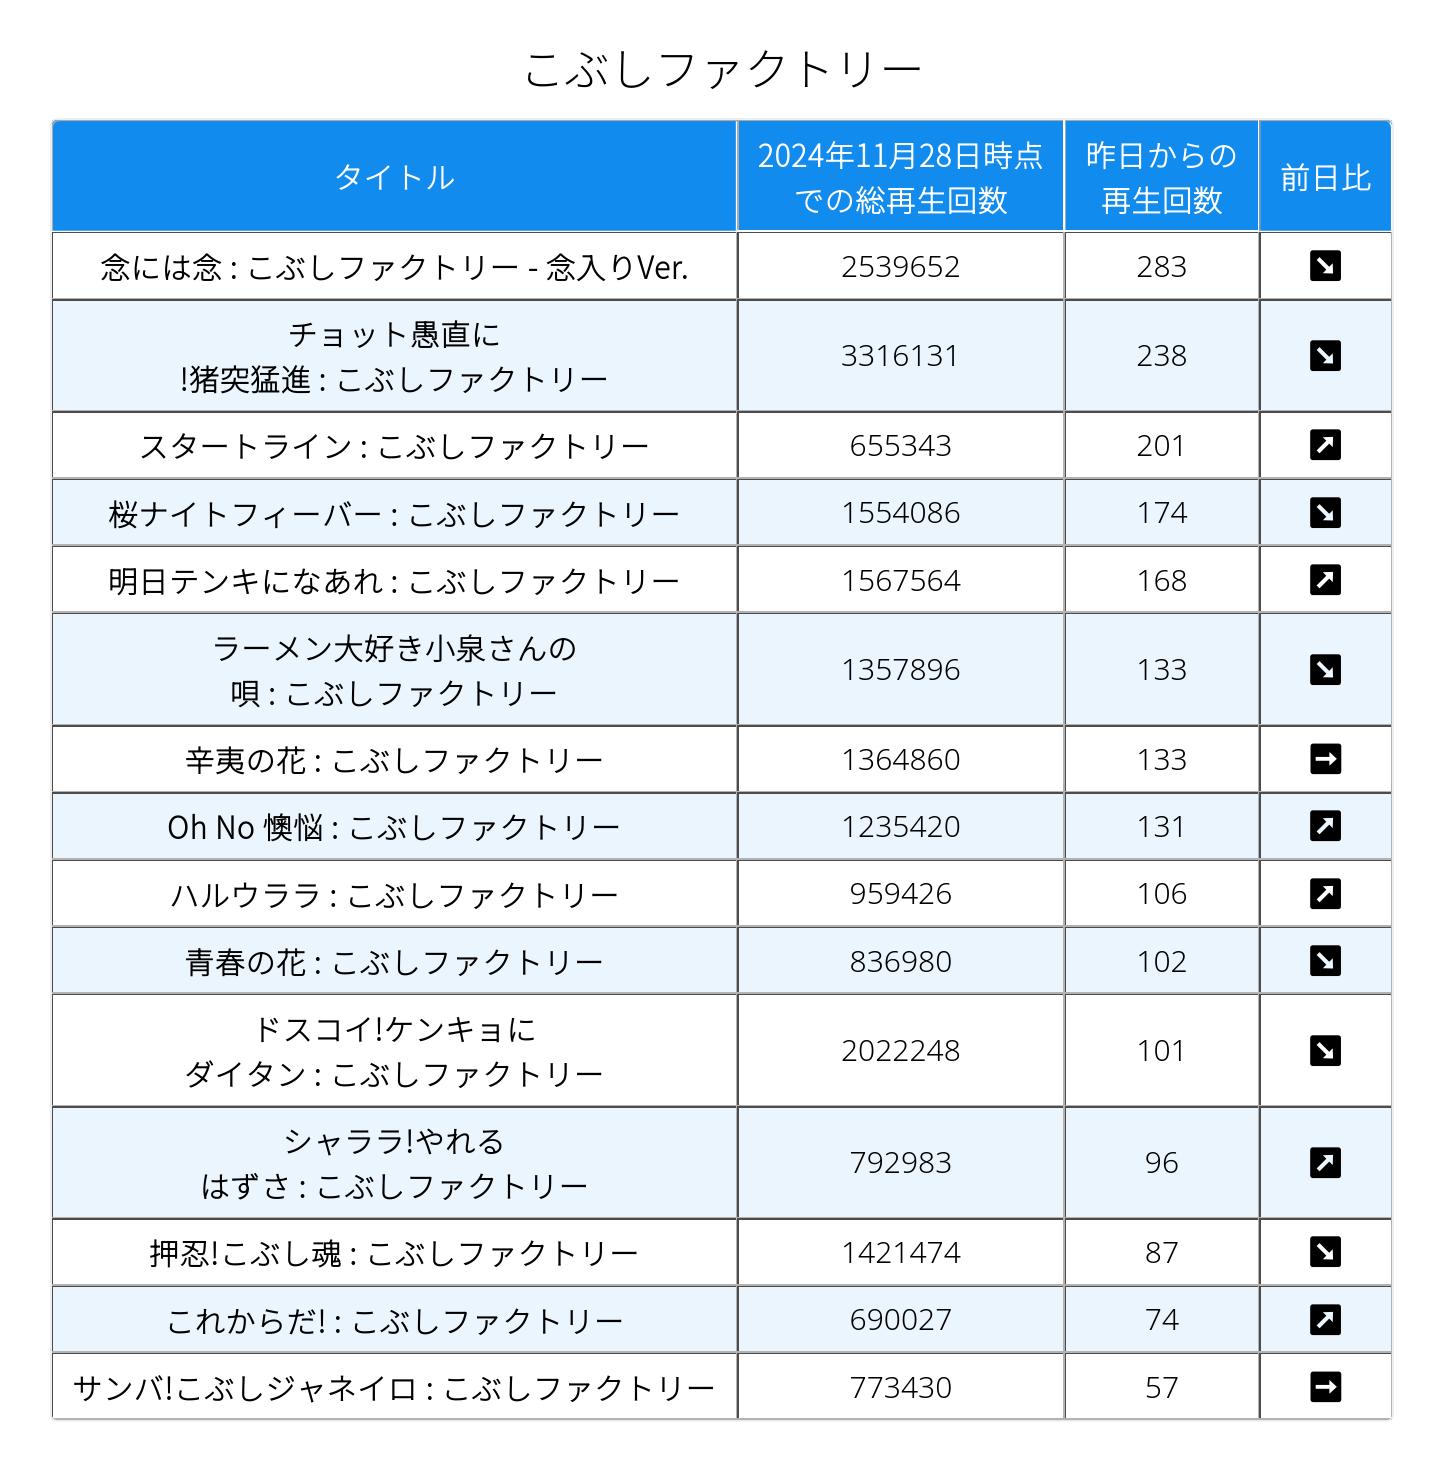 こぶしファクトリー
タイトル
2024年11月28日時点
での総再生回数
昨日からの
再生回数
前日比
念には念 : こぶしファクトリー - 念入りVer.
2539652
283
チョット愚直に
!猪突猛進 : こぶしファクトリー
3316131
238
スタートライン : こぶしファクトリー
655343
201
桜ナイトフィーバー : こぶしファクトリー
1554086
174
明日テンキになあれ : こぶしファクトリー
1567564
168
ラーメン大好き小泉さんの
唄 : こぶしファクトリー
1357896
133
辛夷の花 : こぶしファクトリー
1364860
133
Oh No 懊悩 : こぶしファクトリー
1235420
131
ハルウララ : こぶしファクトリー
959426
106
青春の花 : こぶしファクトリー
836980
102
ドスコイ!ケンキョに
ダイタン : こぶしファクトリー
2022248
101
シャララ!やれる
はずさ : こぶしファクトリー
792983
96
押忍!こぶし魂 : こぶしファクトリー
1421474
87
これからだ! : こぶしファクトリー
690027
74
サンバ!こぶしジャネイロ : こぶしファクトリー
773430
57